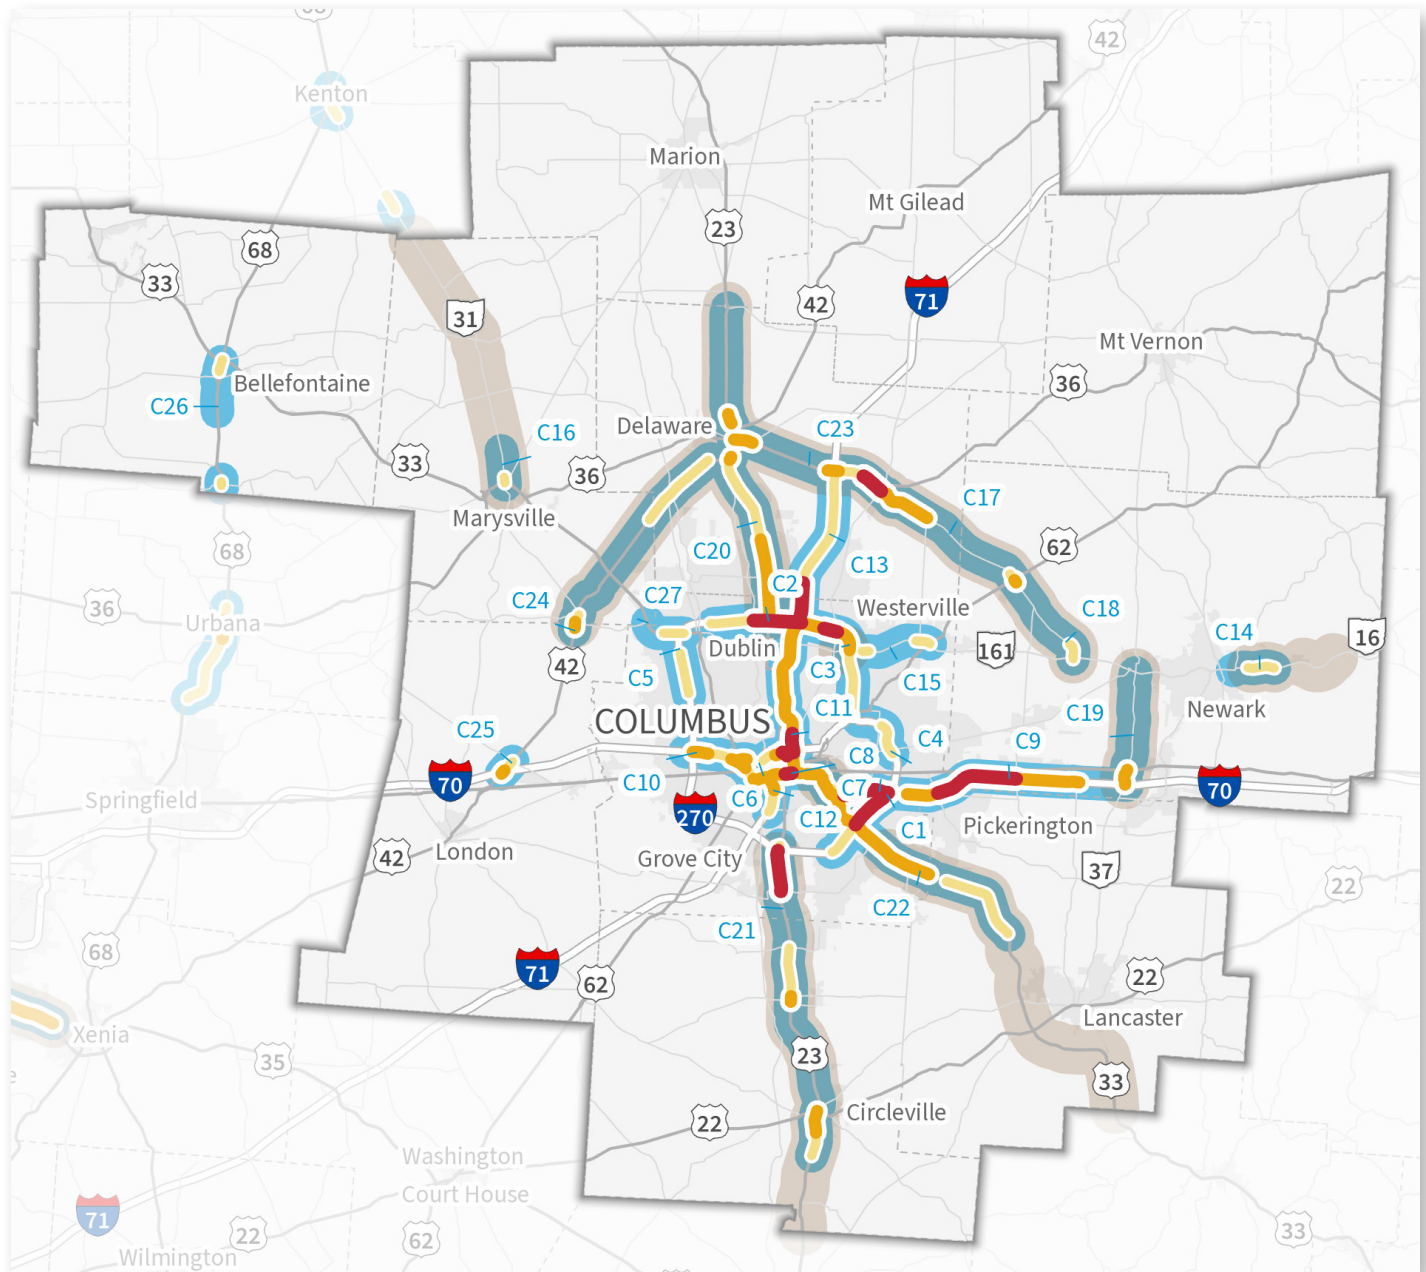 68
42
Kenton
Marion
Mt Gilead
23
68
33
42
71
31
Mt Vernon
36
Bellefontaine
C26
Delaware
C23
C16
33
36
C17
Marysville
C20
62
68
C13
C2
36
Urbana
C24
C27
Westerville
C18
C14
16
Dublin
161
42
C3
C5
C15
Newark
C11
COLUMBUS
C19
C25
C4
C9
C8
70
C10
70
C7
C6
Springfield
270
C12
C1
Pickerington
London
42
Grove City
37
22
C22
C21
68
71
62
22
Lancaster
Xenia
35
23
e
33
22
Circleville
Washington
Court House
71
22
62
33
Wilmington